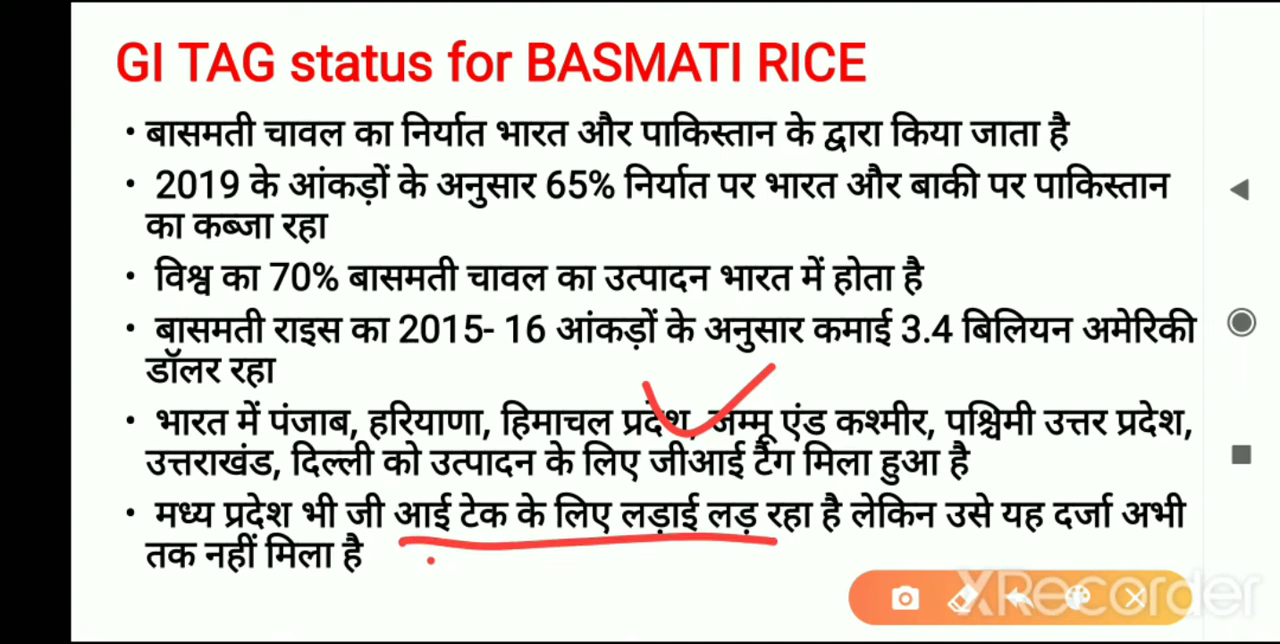 GI TAG status for BASMATI RICE
• बासमती चावल का निर्यात भारत और पाकिस्तान के द्वारा किया जाता है
• 2019 के आंकड़ों के अनुसार 65% निर्यात पर भारत और बाकी पर पाकिस्तान
का कब्जा रहा
• विश्व का 70% बासमती चावल का उत्पादन भारत में होता है
• बासमती राइस का 2015- 16 आंकड़ों के अनुसार कमाई 3.4 बिलियन अमेरिकी
डॉलर रहा
• भारत में पंजाब, हरियाणा, हिमाचल प्रदेश, जम्मू एंड कश्मीर, पश्चिमी उत्तर प्रदेश,
उत्तराखंड, दिल्ली को उत्पादन के लिए जीआई टैग मिला हुआ है
• मध्य प्रदेश भी जी आई टेक के लिए लड़ाई लड़ रहा है लेकिन उसे यह दर्जा अभी
तक नहीं मिला है
XRecorder